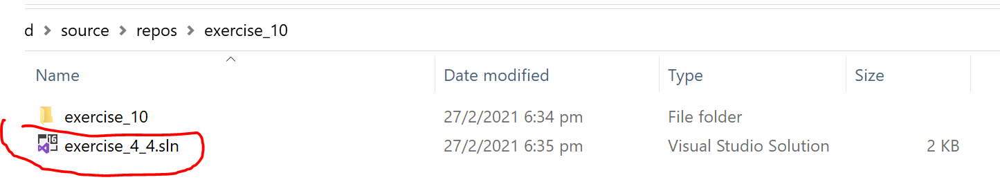 d > source > repos > exercise_10
Name Date modified Type Size
exercise_10 27/2/2021 6:34 pm File folder
16 exercise_4_4.sln 27/2/2021 6:35 pm Visual Studio Solution 2 KB